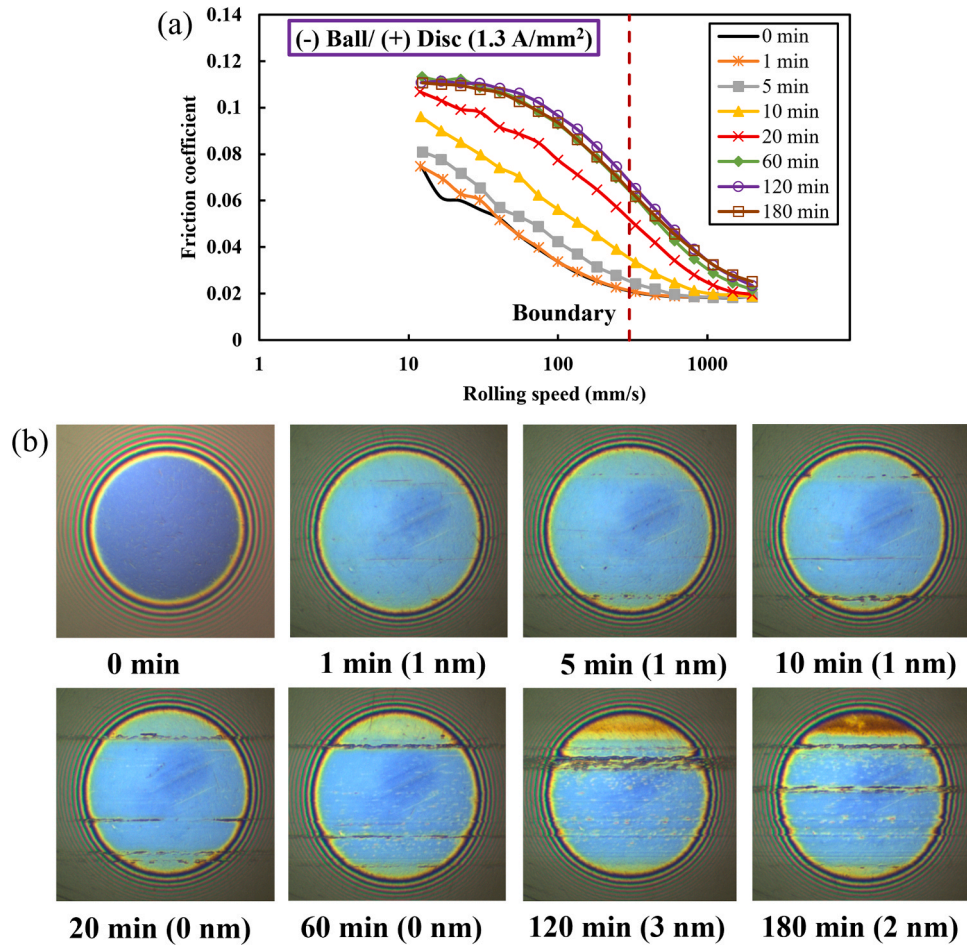 (a)
0.14
0.12
0.1
0.08
0.06
0.04
0.02
0
Friction coefficient
(-) Ball/ (+) Disc (1.3 A/mm²)
0 min
1 min
5 min
10 min
20 min
60 min
120 min
180 min
Boundary
1 10 100 1000
Rolling speed (mm/s)
(b)
0 min 1 min (1 nm) 5 min (1 nm) 10 min (1 nm)
20 min (0 nm) 60 min (0 nm) 120 min (3 nm) 180 min (2 nm)